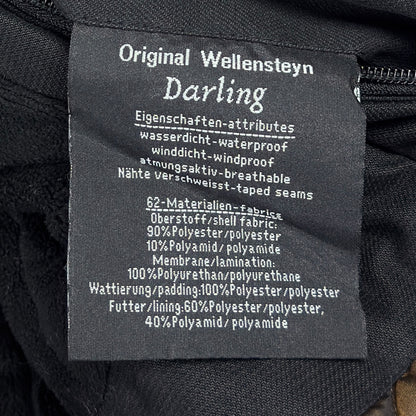 Original Wellensteyn
Darling
Eigenschaften-attributes
wasserdicht-waterproof
winddicht-windproof
atmungsaktiv-breathable
Nähte verschweisst-taped seams
62-Materialien-fabrics
Oberstoff/shell fabric:
90%Polyester/polyester
10%Polyamid/polyamide
Membrane/lamination:
100%Polyurethan/polyurethane
Wattierung/padding:100%Polyester/polyester
Futter/lining:60%Polyester/polyester,
40%Polyamid/polyamide